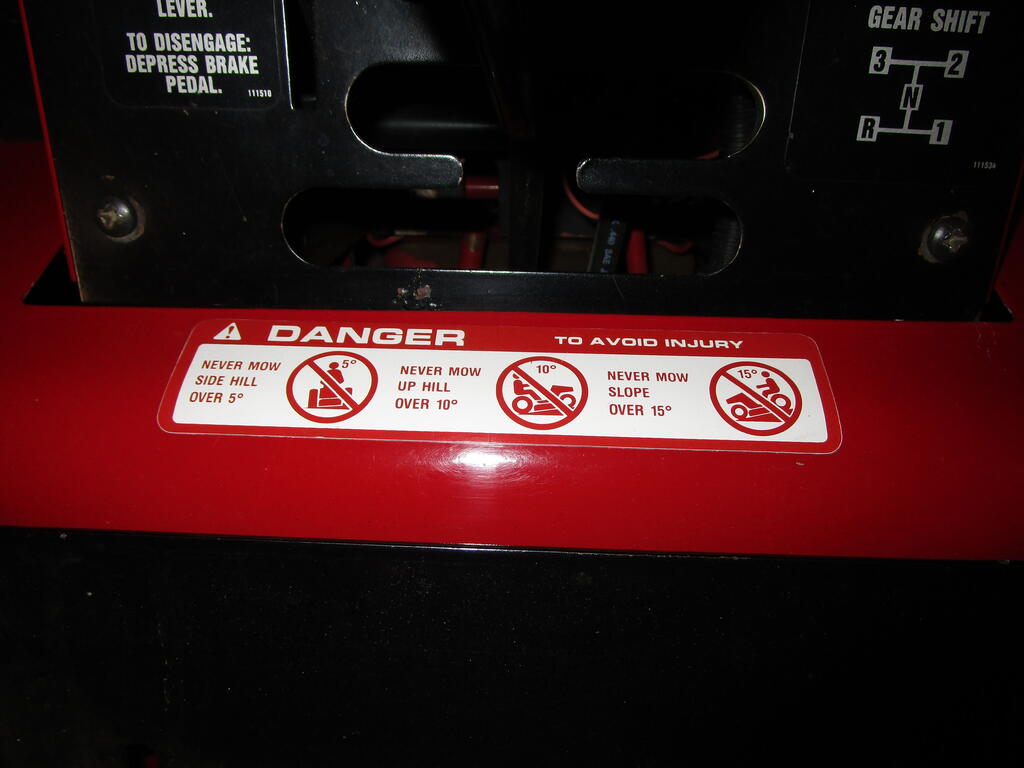 LEVER.
TO DISENGAGE:
DEPRESS BRAKE
PEDAL.
111510
GEAR SHIFT
3 2
N
R 1
11153A
DANGER
TO AVOID INJURY
NEVER MOW
SIDE HILL
OVER 5°
5°
NEVER MOW
UP HILL
OVER 10°
10°
NEVER MOW
SLOPE
OVER 15°
15°